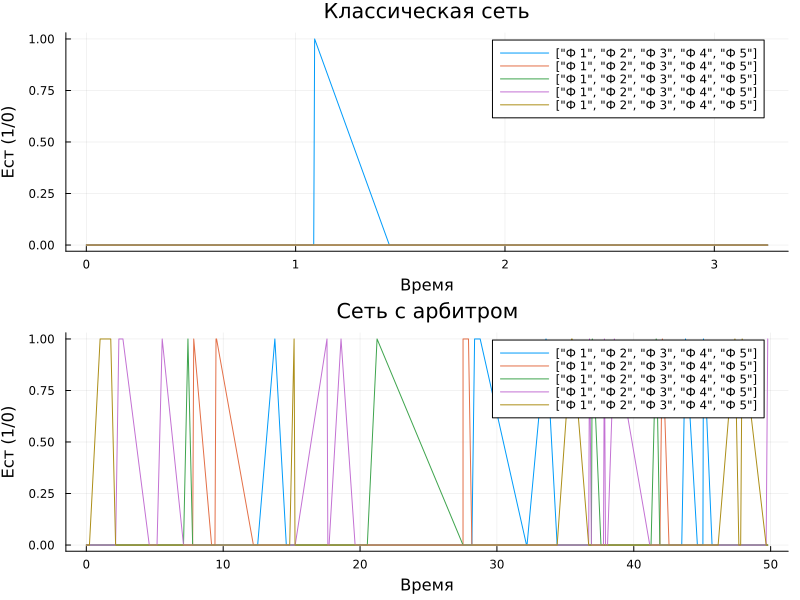 Классическая сеть
1.00
0.75
0.50
0.25
0.00
Ест (1/0)
["Ф 1", "Ф 2", "Ф 3", "Ф 4", "Ф 5"]
["Ф 1", "Ф 2", "Ф 3", "Ф 4", "Ф 5"]
["Ф 1", "Ф 2", "Ф 3", "Ф 4", "Ф 5"]
["Ф 1", "Ф 2", "Ф 3", "Ф 4", "Ф 5"]
["Ф 1", "Ф 2", "Ф 3", "Ф 4", "Ф 5"]
0 1 2 3
Время
Сеть с арбитром
1.00
0.75
0.50
0.25
0.00
Ест (1/0)
["Ф 1", "Ф 2", "Ф 3", "Ф 4", "Ф 5"]
["Ф 1", "Ф 2", "Ф 3", "Ф 4", "Ф 5"]
["Ф 1", "Ф 2", "Ф 3", "Ф 4", "Ф 5"]
["Ф 1", "Ф 2", "Ф 3", "Ф 4", "Ф 5"]
["Ф 1", "Ф 2", "Ф 3", "Ф 4", "Ф 5"]
0 10 20 30 40 50
Время